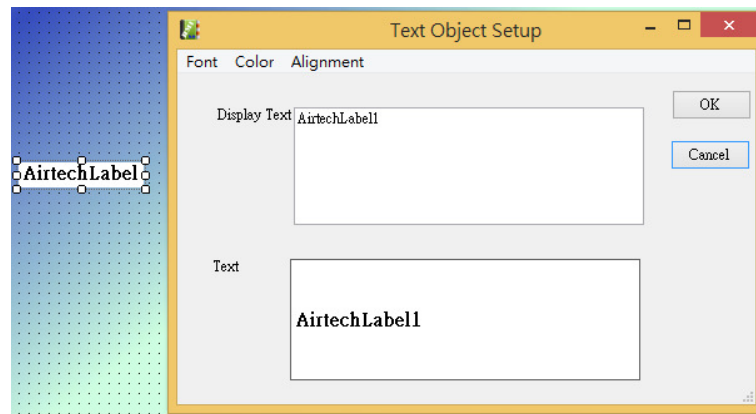 Text Object Setup
Font Color Alignment
Display Text
AirtechLabel1
OK
Cancel
AirtechLabel
Text
AirtechLabel1